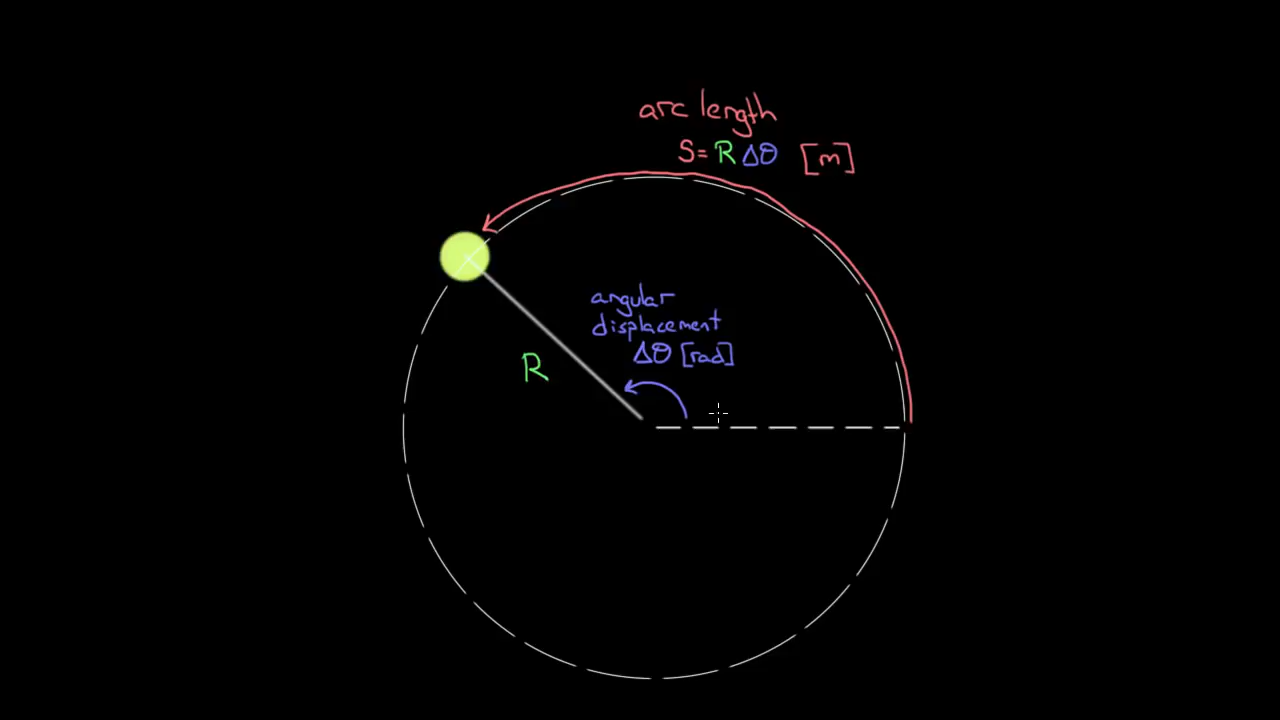 arc length
S=RΔθ [m]
angular
displacement
Δθ [rad]
R